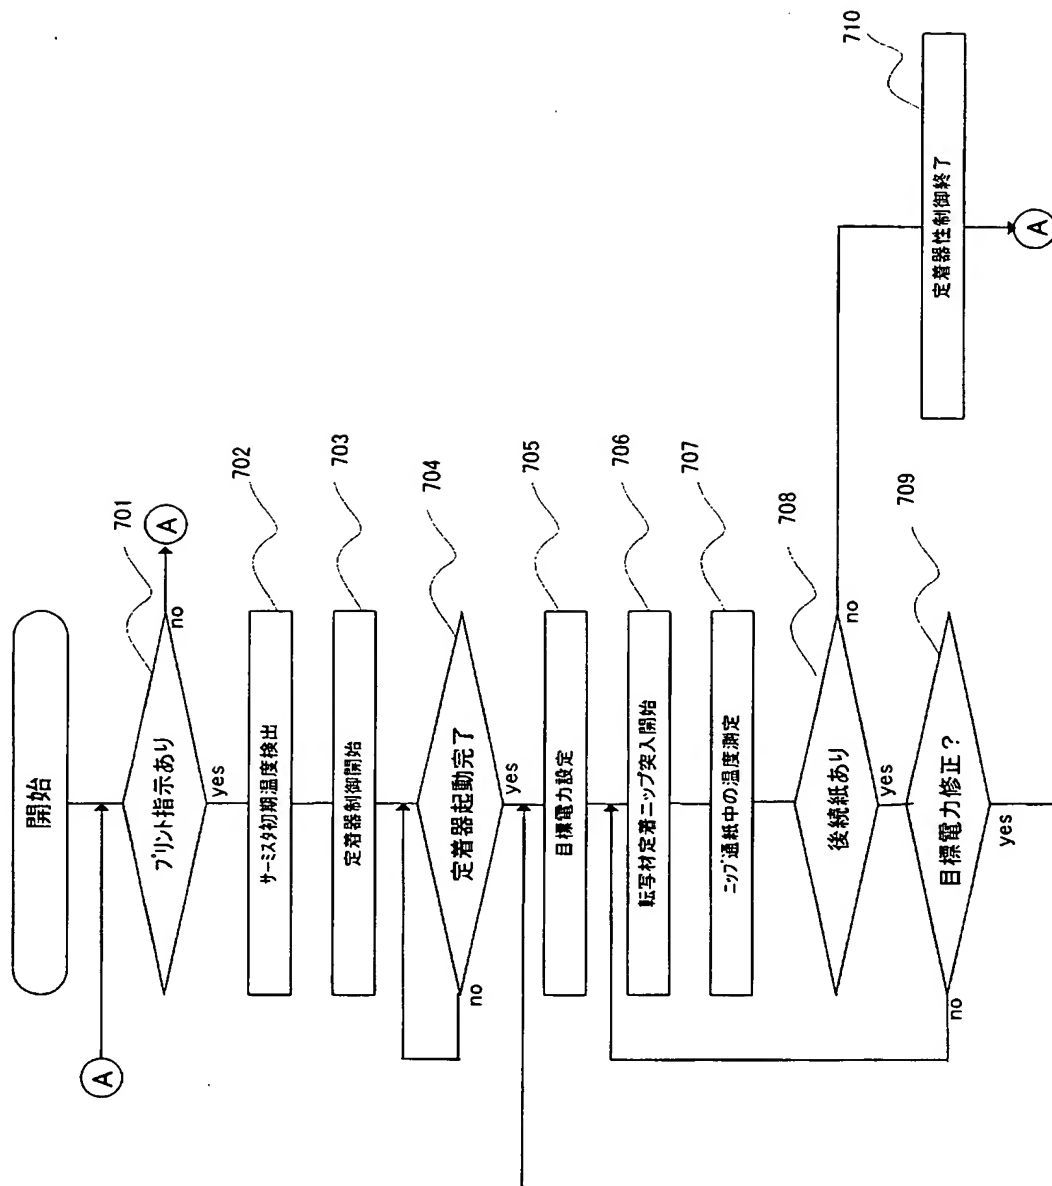 開始
A
プリント指示あり
701
no
A
yes
サーミスタ初期温度検出
702
定着器制御開始
703
定着器起動完了
704
no
yes
目標電力設定
705
転写材定着ニップ突入開始
706
ニップ通紙中の温度測定
707
後続紙あり
708
no
yes
目標電力修正?
709
no
yes
定着器性制御終了
710
A